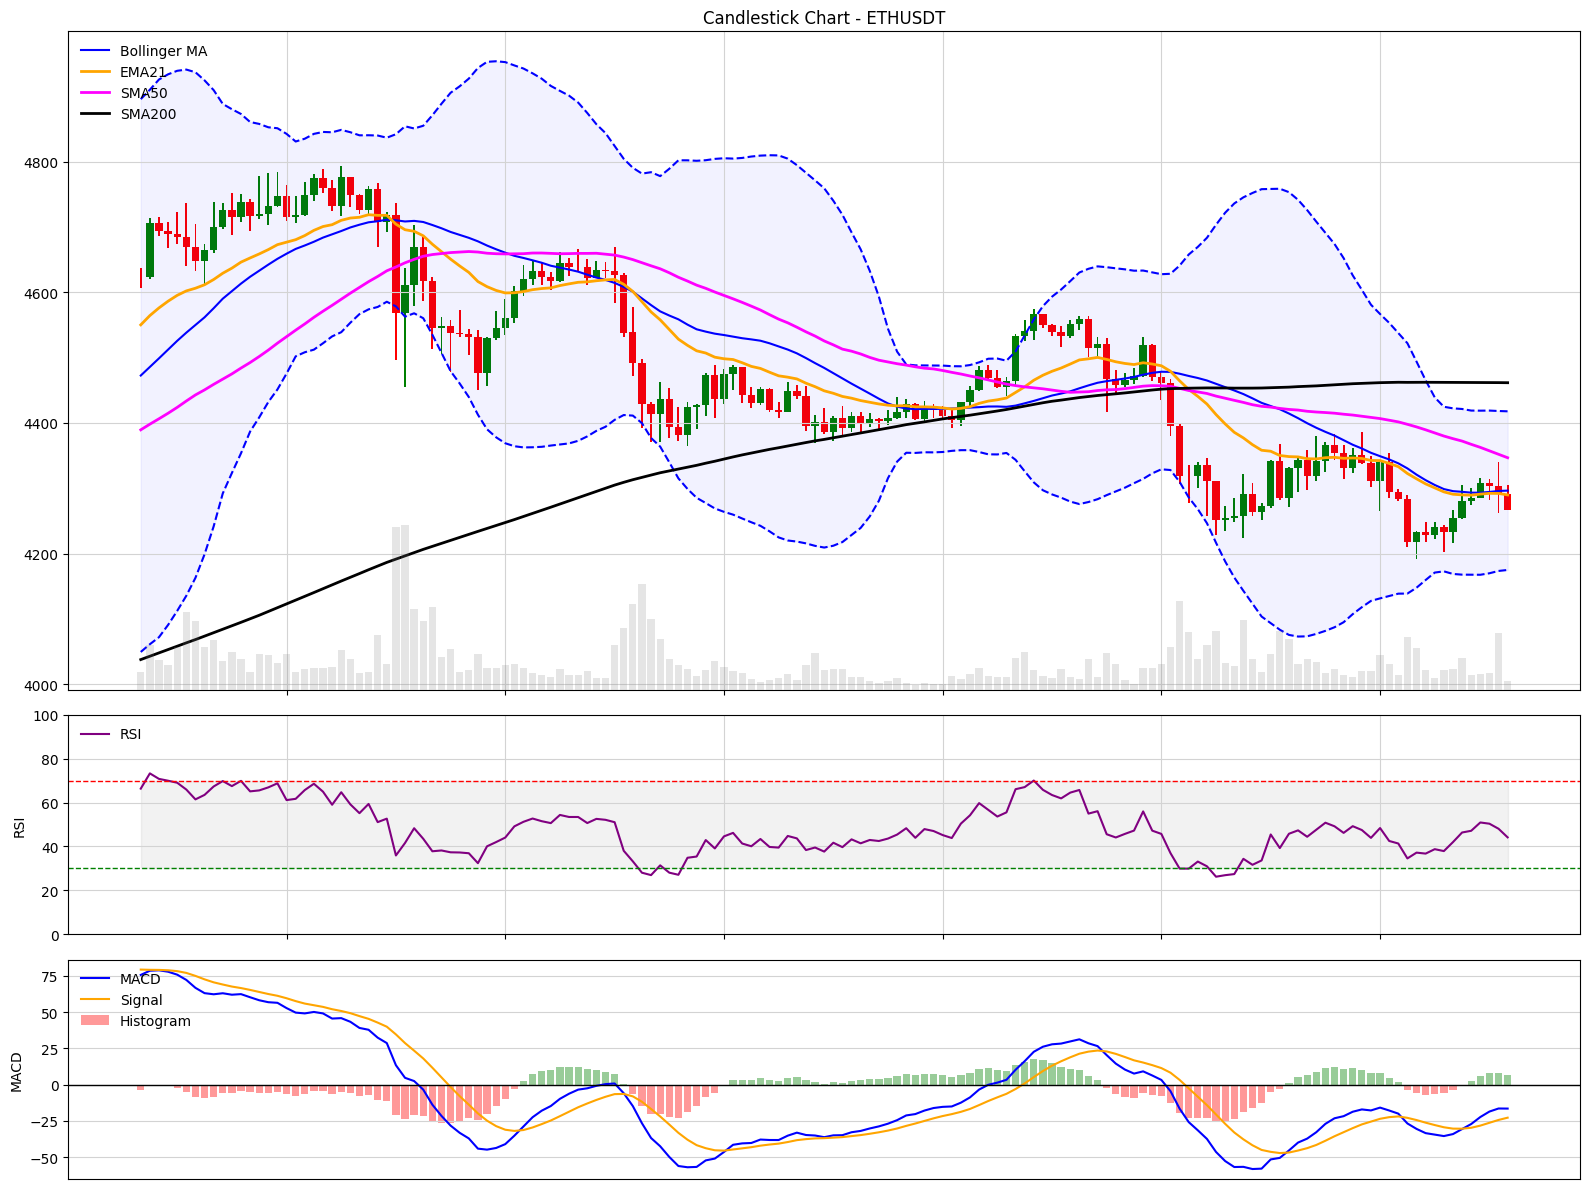 Candlestick Chart - ETHUSDT
Bollinger MA
EMA21
SMA50
SMA200
4800
4600
4400
4200
4000
100
80
60
40
20
0
RSI
RSI
75
50
25
0
−25
−50
MACD
MACD
Signal
Histogram